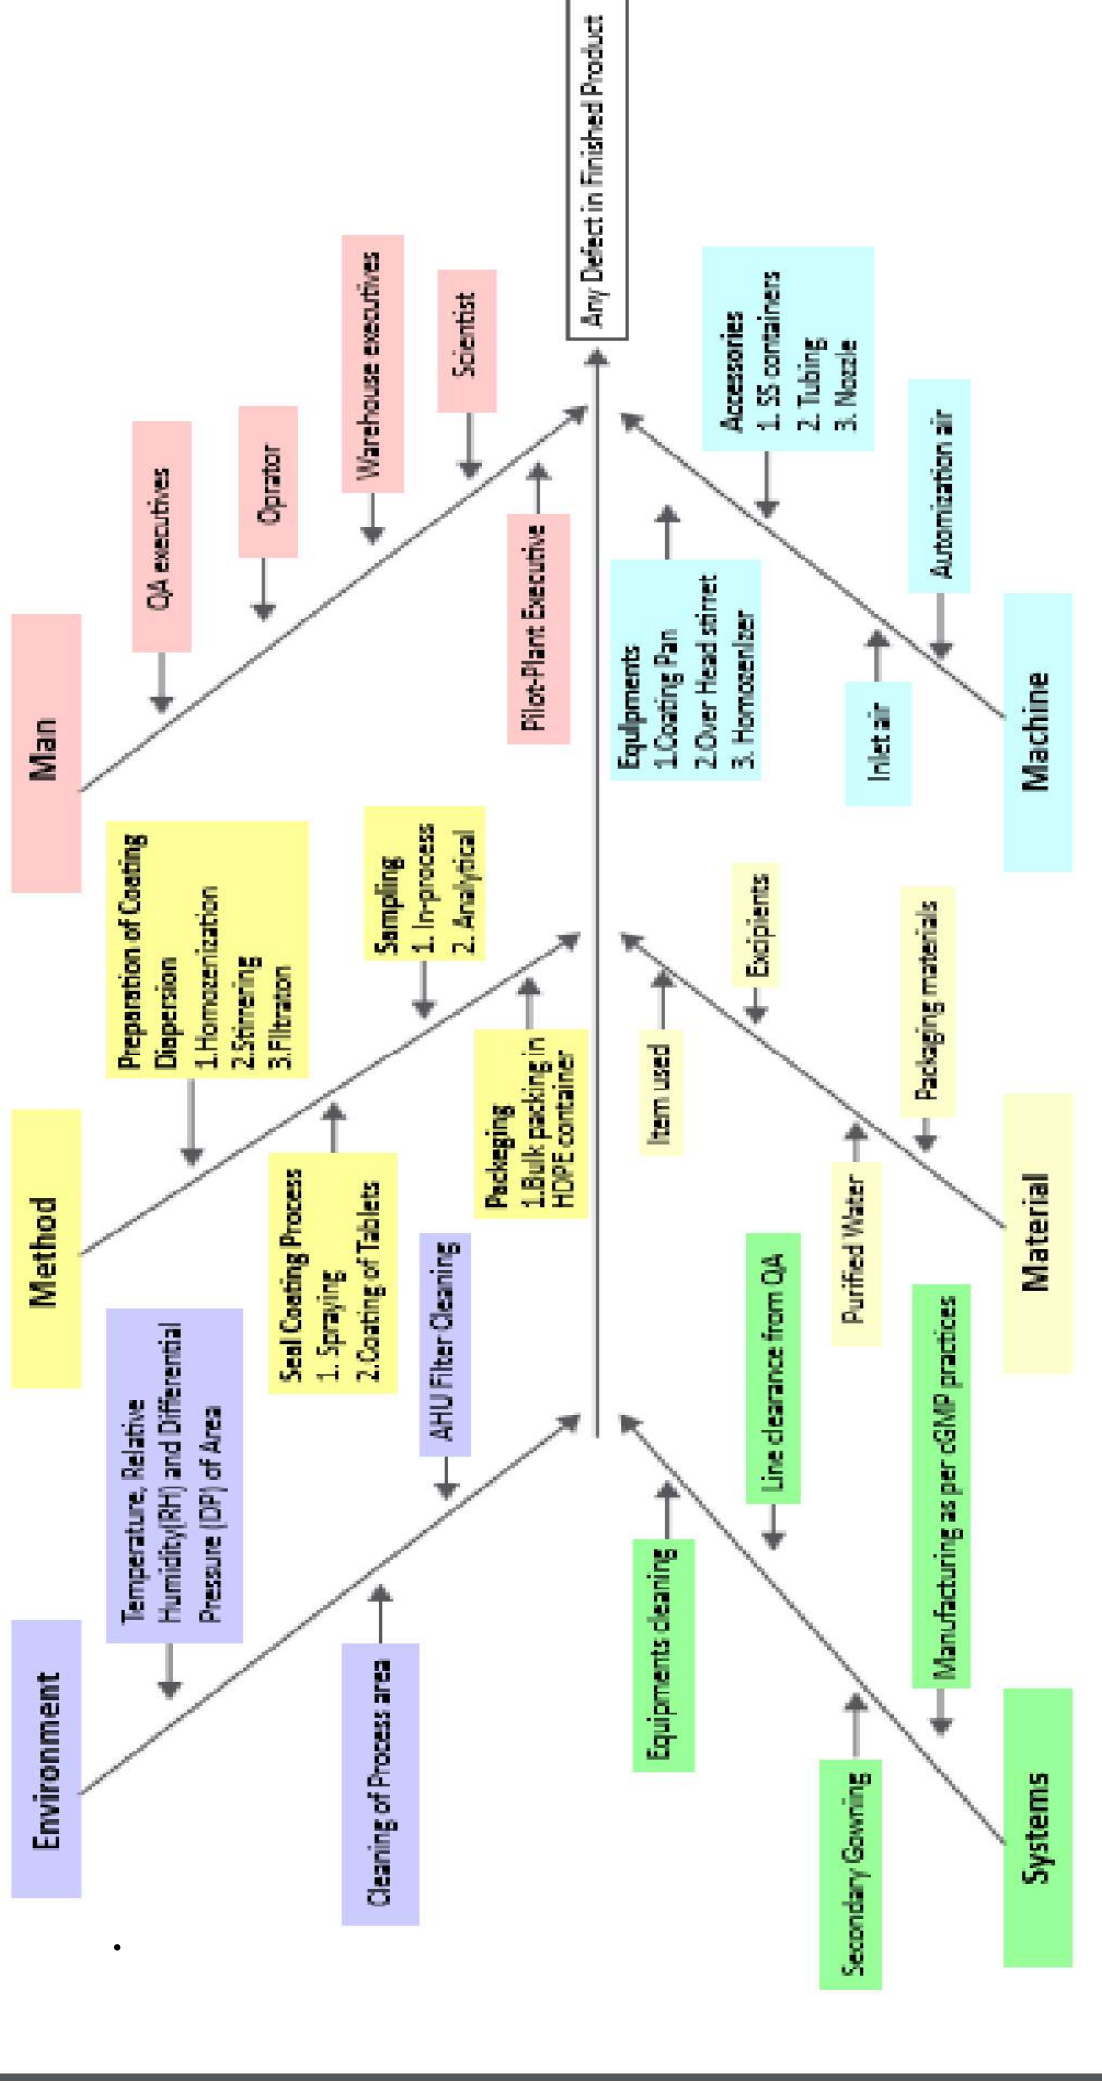 Environment
Temperature, Relative
Humidity(RH) and Differential
Pressure (DP) of Area
Cleaning of Process area
AHU Filter Cleaning
Method
Preparation of Coating
Dispersion
1.Homozenization
2.Stirrering
3.Filtraton
Seal Coating Process
1. Spraying
2.Coating of Tablets
Sampling
1. In-process
2. Analytical
Packeging
1.Bulk packing in
HDPE container
Man
QA executives
Oprator
Warehouse executives
Scientist
Pilot-Plant Executive
Any Defect in Finished Product
Equipments cleaning
Line clearance from QA
Secondary Gowning
Manufacturing as per cGMP practices
Systems
Item used
Excipients
Purified Water
Packaging materials
Material
Equipments
1.Coating Pan
2.Over Head stirret
3. Homozenizer
Accessories
1. SS containers
2. Tubing
3. Nozzle
Inlet air
Automization air
Machine